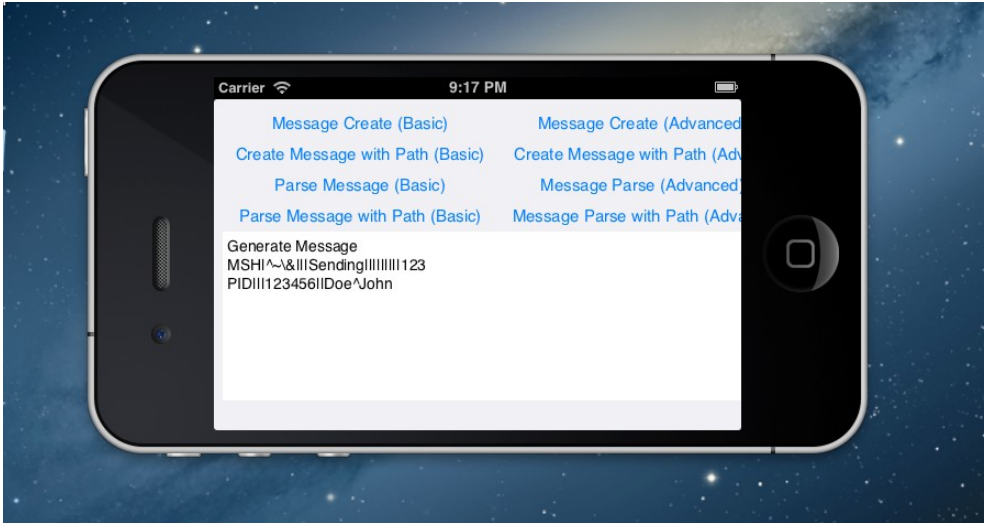 Carrier 9:17 PM
Message Create (Basic) Message Create (Advanced
Create Message with Path (Basic) Create Message with Path (Adv
Parse Message (Basic) Message Parse (Advanced)
Parse Message with Path (Basic) Message Parse with Path (Adva
Generate Message
MSH|^~\&|||Sending|||||||||123
PID|||123456||Doe^John